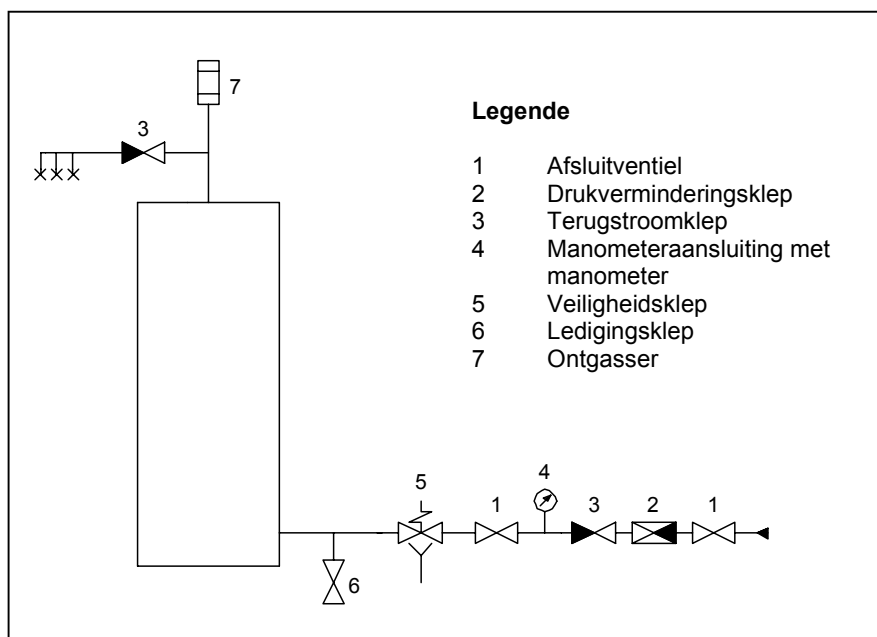 7
3
Legende
1 Afsluitventiel
2 Drukverminderingsklep
3 Terugstroomklep
4 Manometeraansluiting met
manometer
5 Veiligheidsklep
6 Ledigingsklep
7 Ontgasser
5 1 4 3 2 1
6